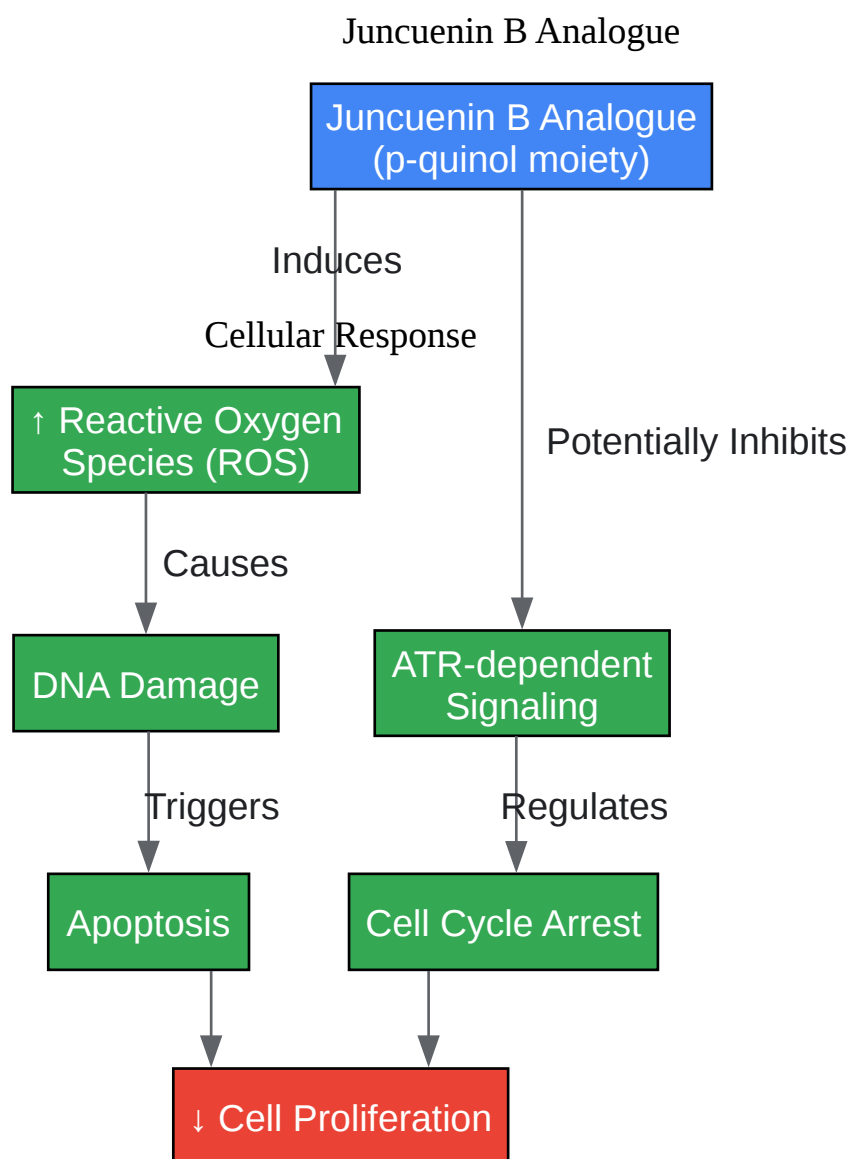 Juncuenin B Analogue
Juncuenin B Analogue
(p-quinol moiety)
Induces
Cellular Response
↑ Reactive Oxygen
Species (ROS)
Potentially Inhibits
Causes
DNA Damage
ATR-dependent
Signaling
Triggers
Regulates
Apoptosis
Cell Cycle Arrest
↓ Cell Proliferation